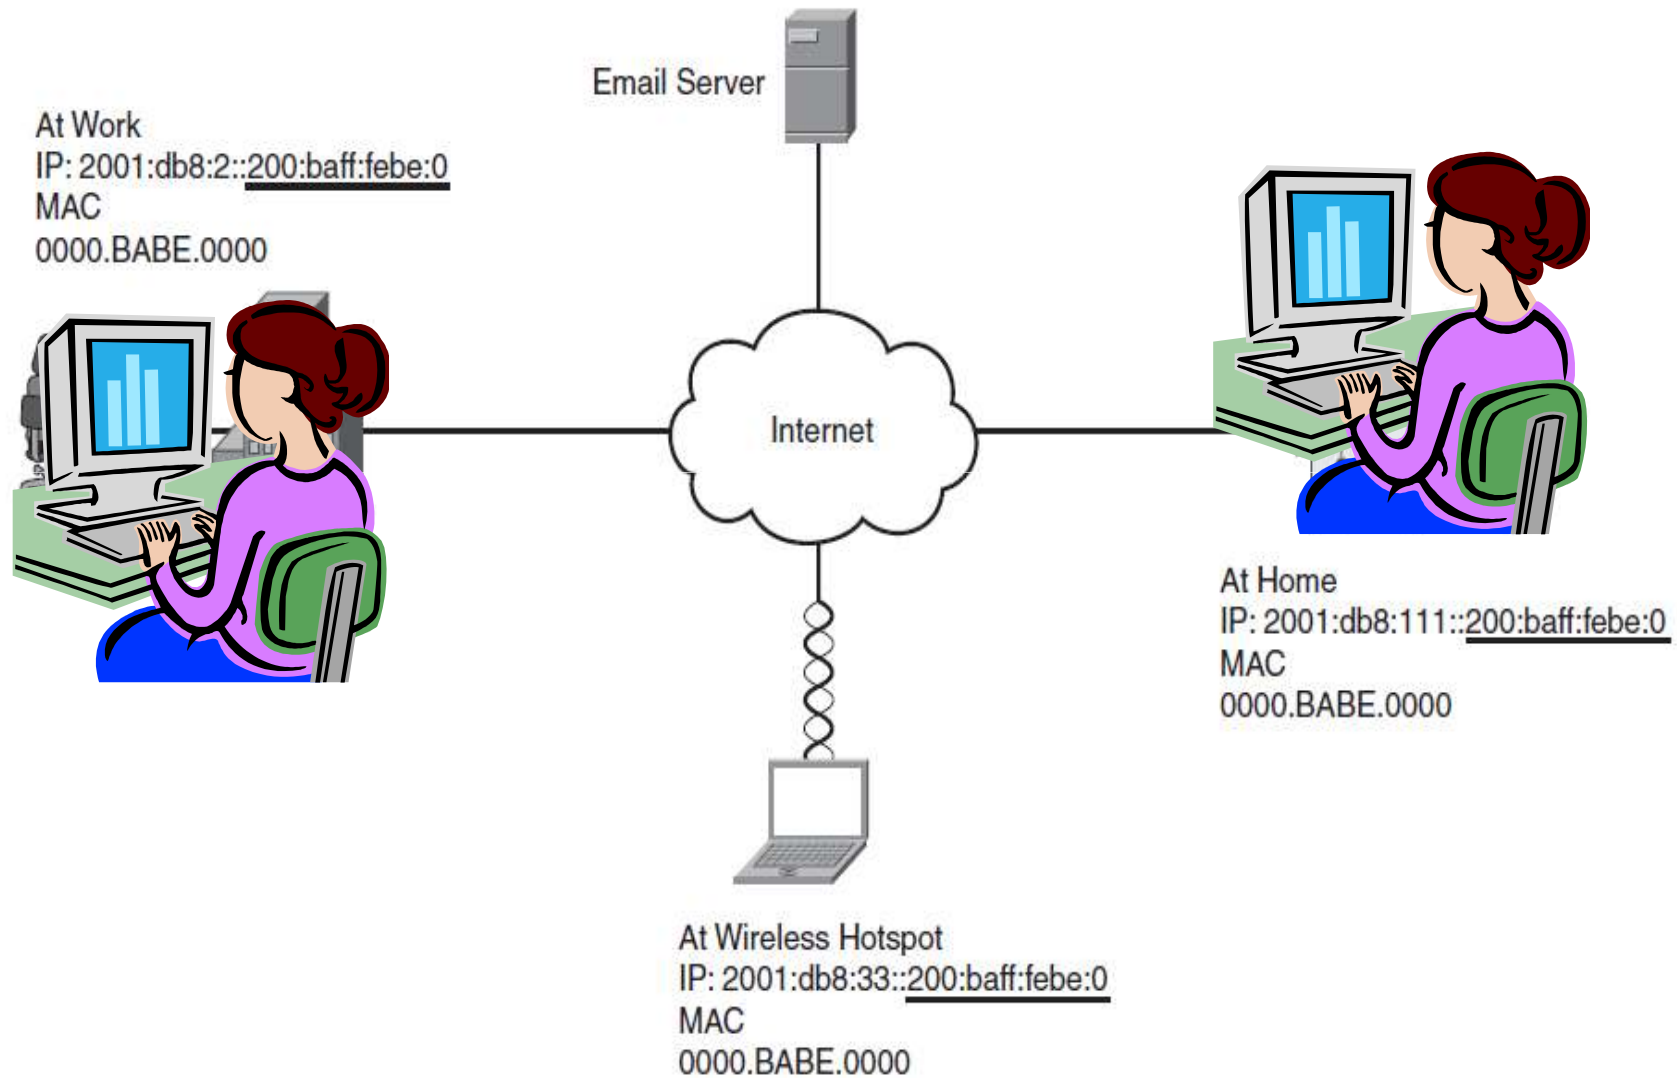 Email Server
At Work
IP: 2001:db8:2::200:baff:febe:0
MAC
0000.BABE.0000
Internet
At Home
IP: 2001:db8:111::200:baff:febe:0
MAC
0000.BABE.0000
At Wireless Hotspot
IP: 2001:db8:33::200:baff:febe:0
MAC
0000.BABE.0000